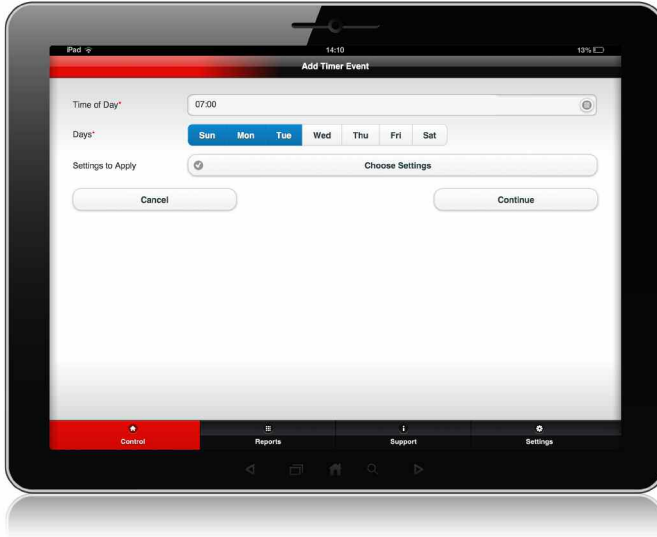 iPad 14:10 13%
Add Timer Event
Time of Day* 07:00
Days* Sun Mon Tue Wed Thu Fri Sat
Settings to Apply Choose Settings
Cancel Continue
Control Reports Support Settings